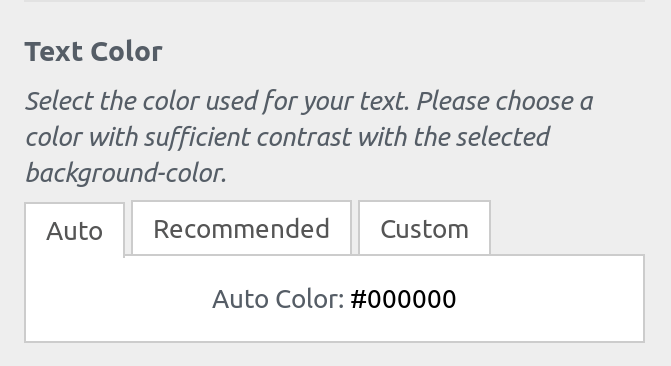 Text Color
Select the color used for your text. Please choose a
color with sufficient contrast with the selected
background-color.
Auto Recommended Custom
Auto Color: #000000